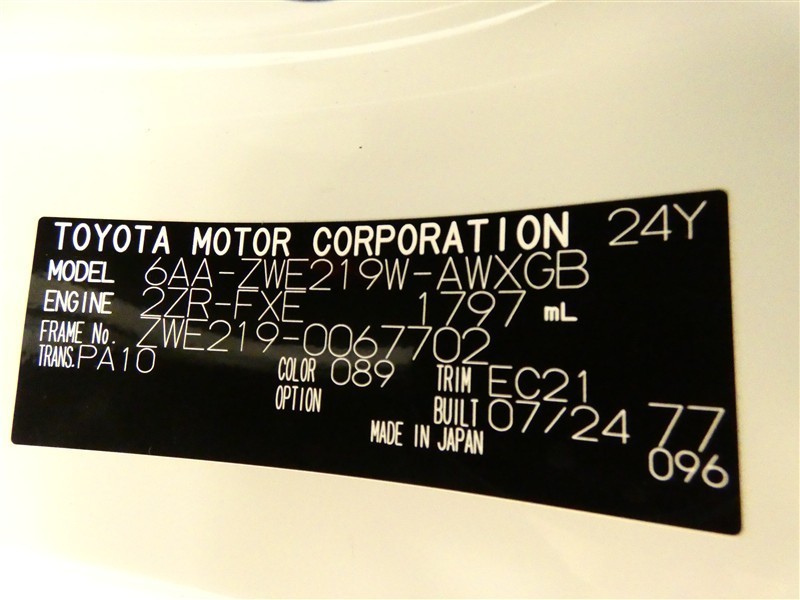 TOYOTA MOTOR CORPORATION 24Y
MODEL 6AA-ZWE219W-AWXGB
ENGINE 2ZR-FXE 1797 mL
FRAME No. ZWE219-0067702
TRANS. PA10 COLOR 089 TRIM EC21
OPTION BUILT 07/24 77
MADE IN JAPAN 096